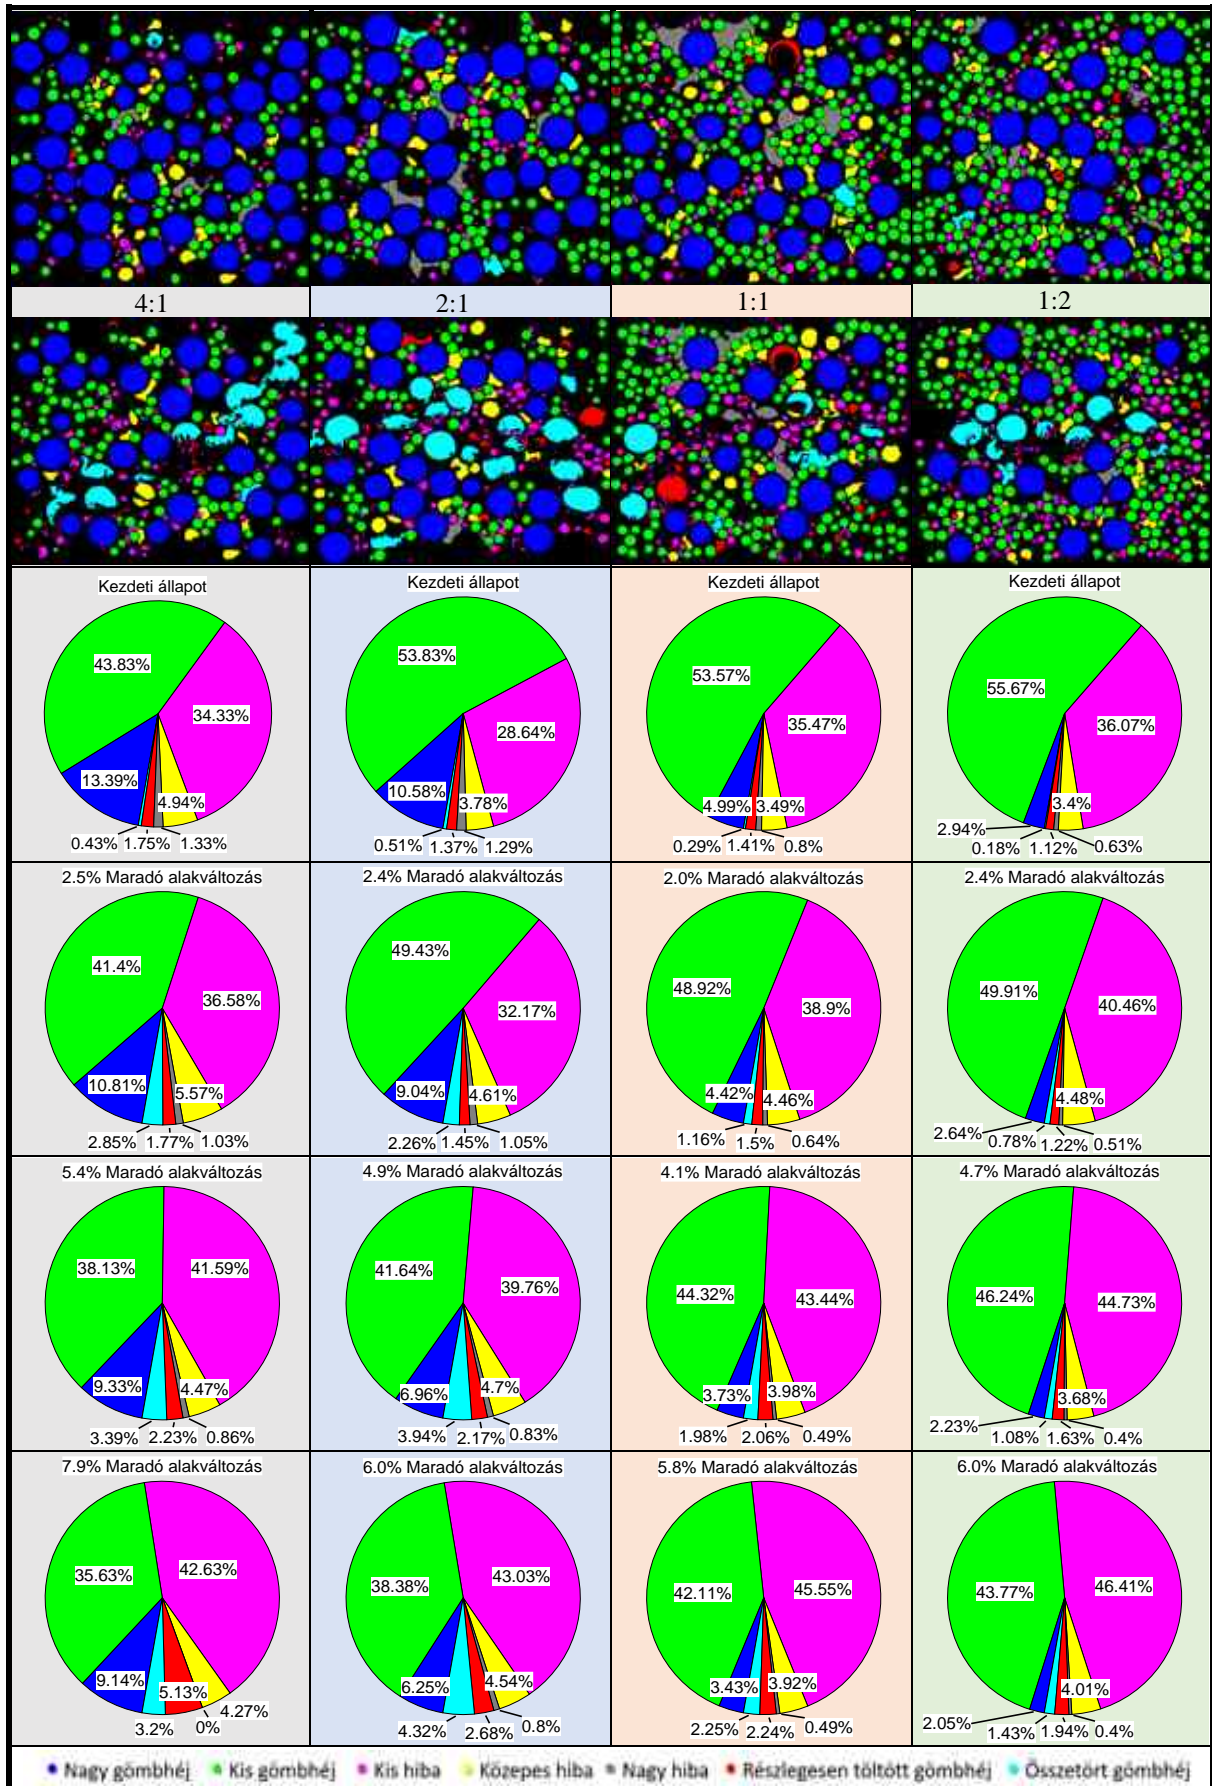 4:1 2:1 1:1 1:2
Kezdeti állapot Kezdeti állapot Kezdeti állapot Kezdeti állapot
43.83% 53.83% 53.57% 55.67%
34.33% 28.64% 35.47% 36.07%
13.39% 4.94% 10.58% 3.78% 4.99% 3.49% 3.4%
0.43% 1.75% 1.33% 0.51% 1.37% 1.29% 0.29% 1.41% 0.8% 2.94% 0.18% 1.12% 0.63%
2.5% Maradó alakváltozás 2.4% Maradó alakváltozás 2.0% Maradó alakváltozás 2.4% Maradó alakváltozás
41.4% 49.43% 48.92% 49.91%
36.58% 32.17% 38.9% 40.46%
10.81% 5.57% 9.04% 4.61% 4.42% 4.46% 4.48%
2.85% 1.77% 1.03% 2.26% 1.45% 1.05% 1.16% 1.5% 0.64% 2.64% 0.78% 1.22% 0.51%
5.4% Maradó alakváltozás 4.9% Maradó alakváltozás 4.1% Maradó alakváltozás 4.7% Maradó alakváltozás
38.13% 41.59% 41.64% 39.76% 44.32% 43.44% 46.24% 44.73%
9.33% 4.47% 6.96% 4.7% 3.73% 3.98% 3.68%
3.39% 2.23% 0.86% 3.94% 2.17% 0.83% 1.98% 2.06% 0.49% 2.23% 1.08% 1.63% 0.4%
7.9% Maradó alakváltozás 6.0% Maradó alakváltozás 5.8% Maradó alakváltozás 6.0% Maradó alakváltozás
35.63% 42.63% 38.38% 43.03% 42.11% 45.55% 43.77% 46.41%
9.14% 5.13% 4.27% 6.25% 4.54% 3.43% 3.92% 4.01%
3.2% 0% 4.32% 2.68% 0.8% 2.25% 2.24% 0.49% 2.05% 1.43% 1.94% 0.4%
Nagy gömbhéj Kis gömbhéj Kis hiba Közepes hiba Nagy hiba Részlegesen töltött gömbhéj Összetört gömbhéj